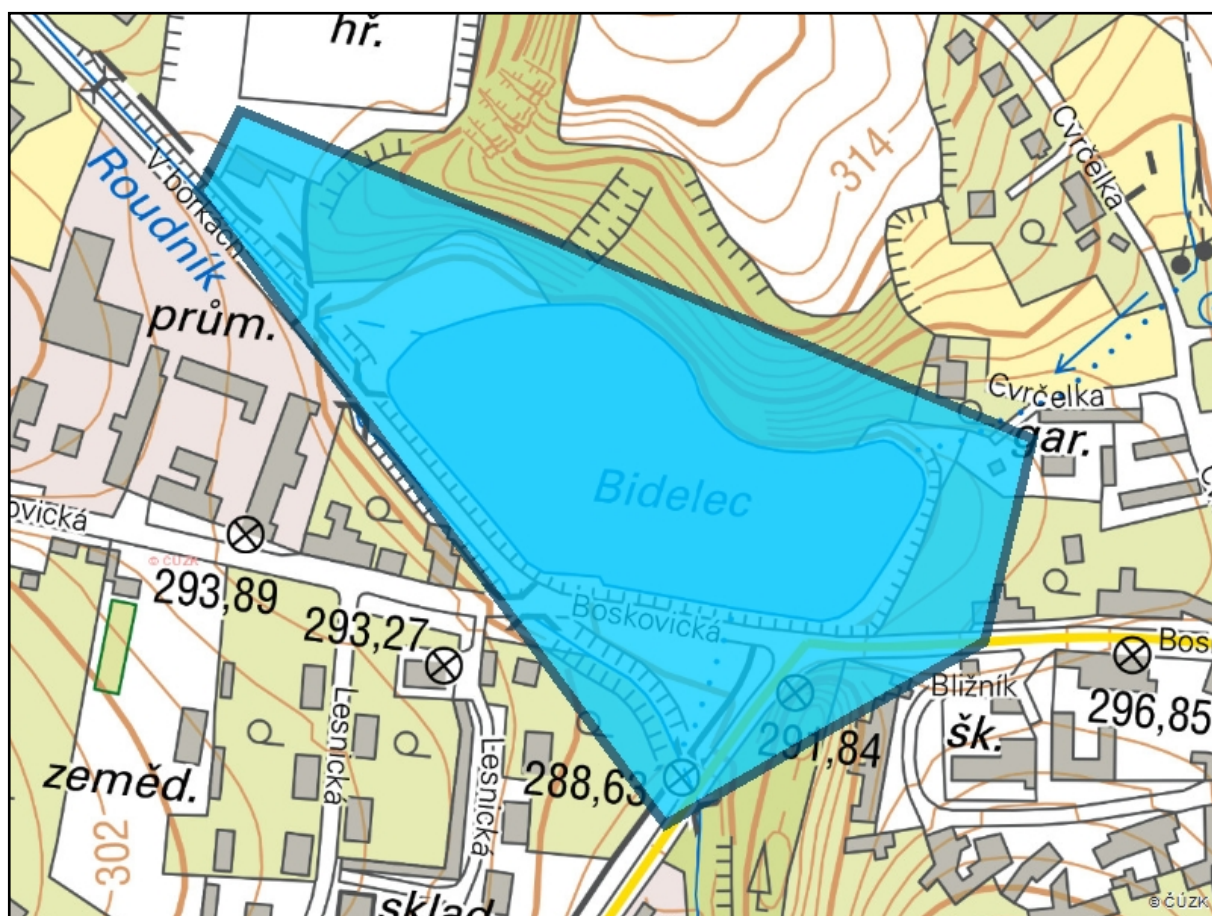 hř.
Cvrčelka
314
V borkách
Roudník
prům.
Cvrčelka
gar.
Bidelec
ovická
© ČÚZK
293,89
293,27
Boskovická
Bos
Bližník
296,85
šk.
291,84
288,63
Lesnická
Lesnická
zeměd.
302
sklad
© ČÚZK